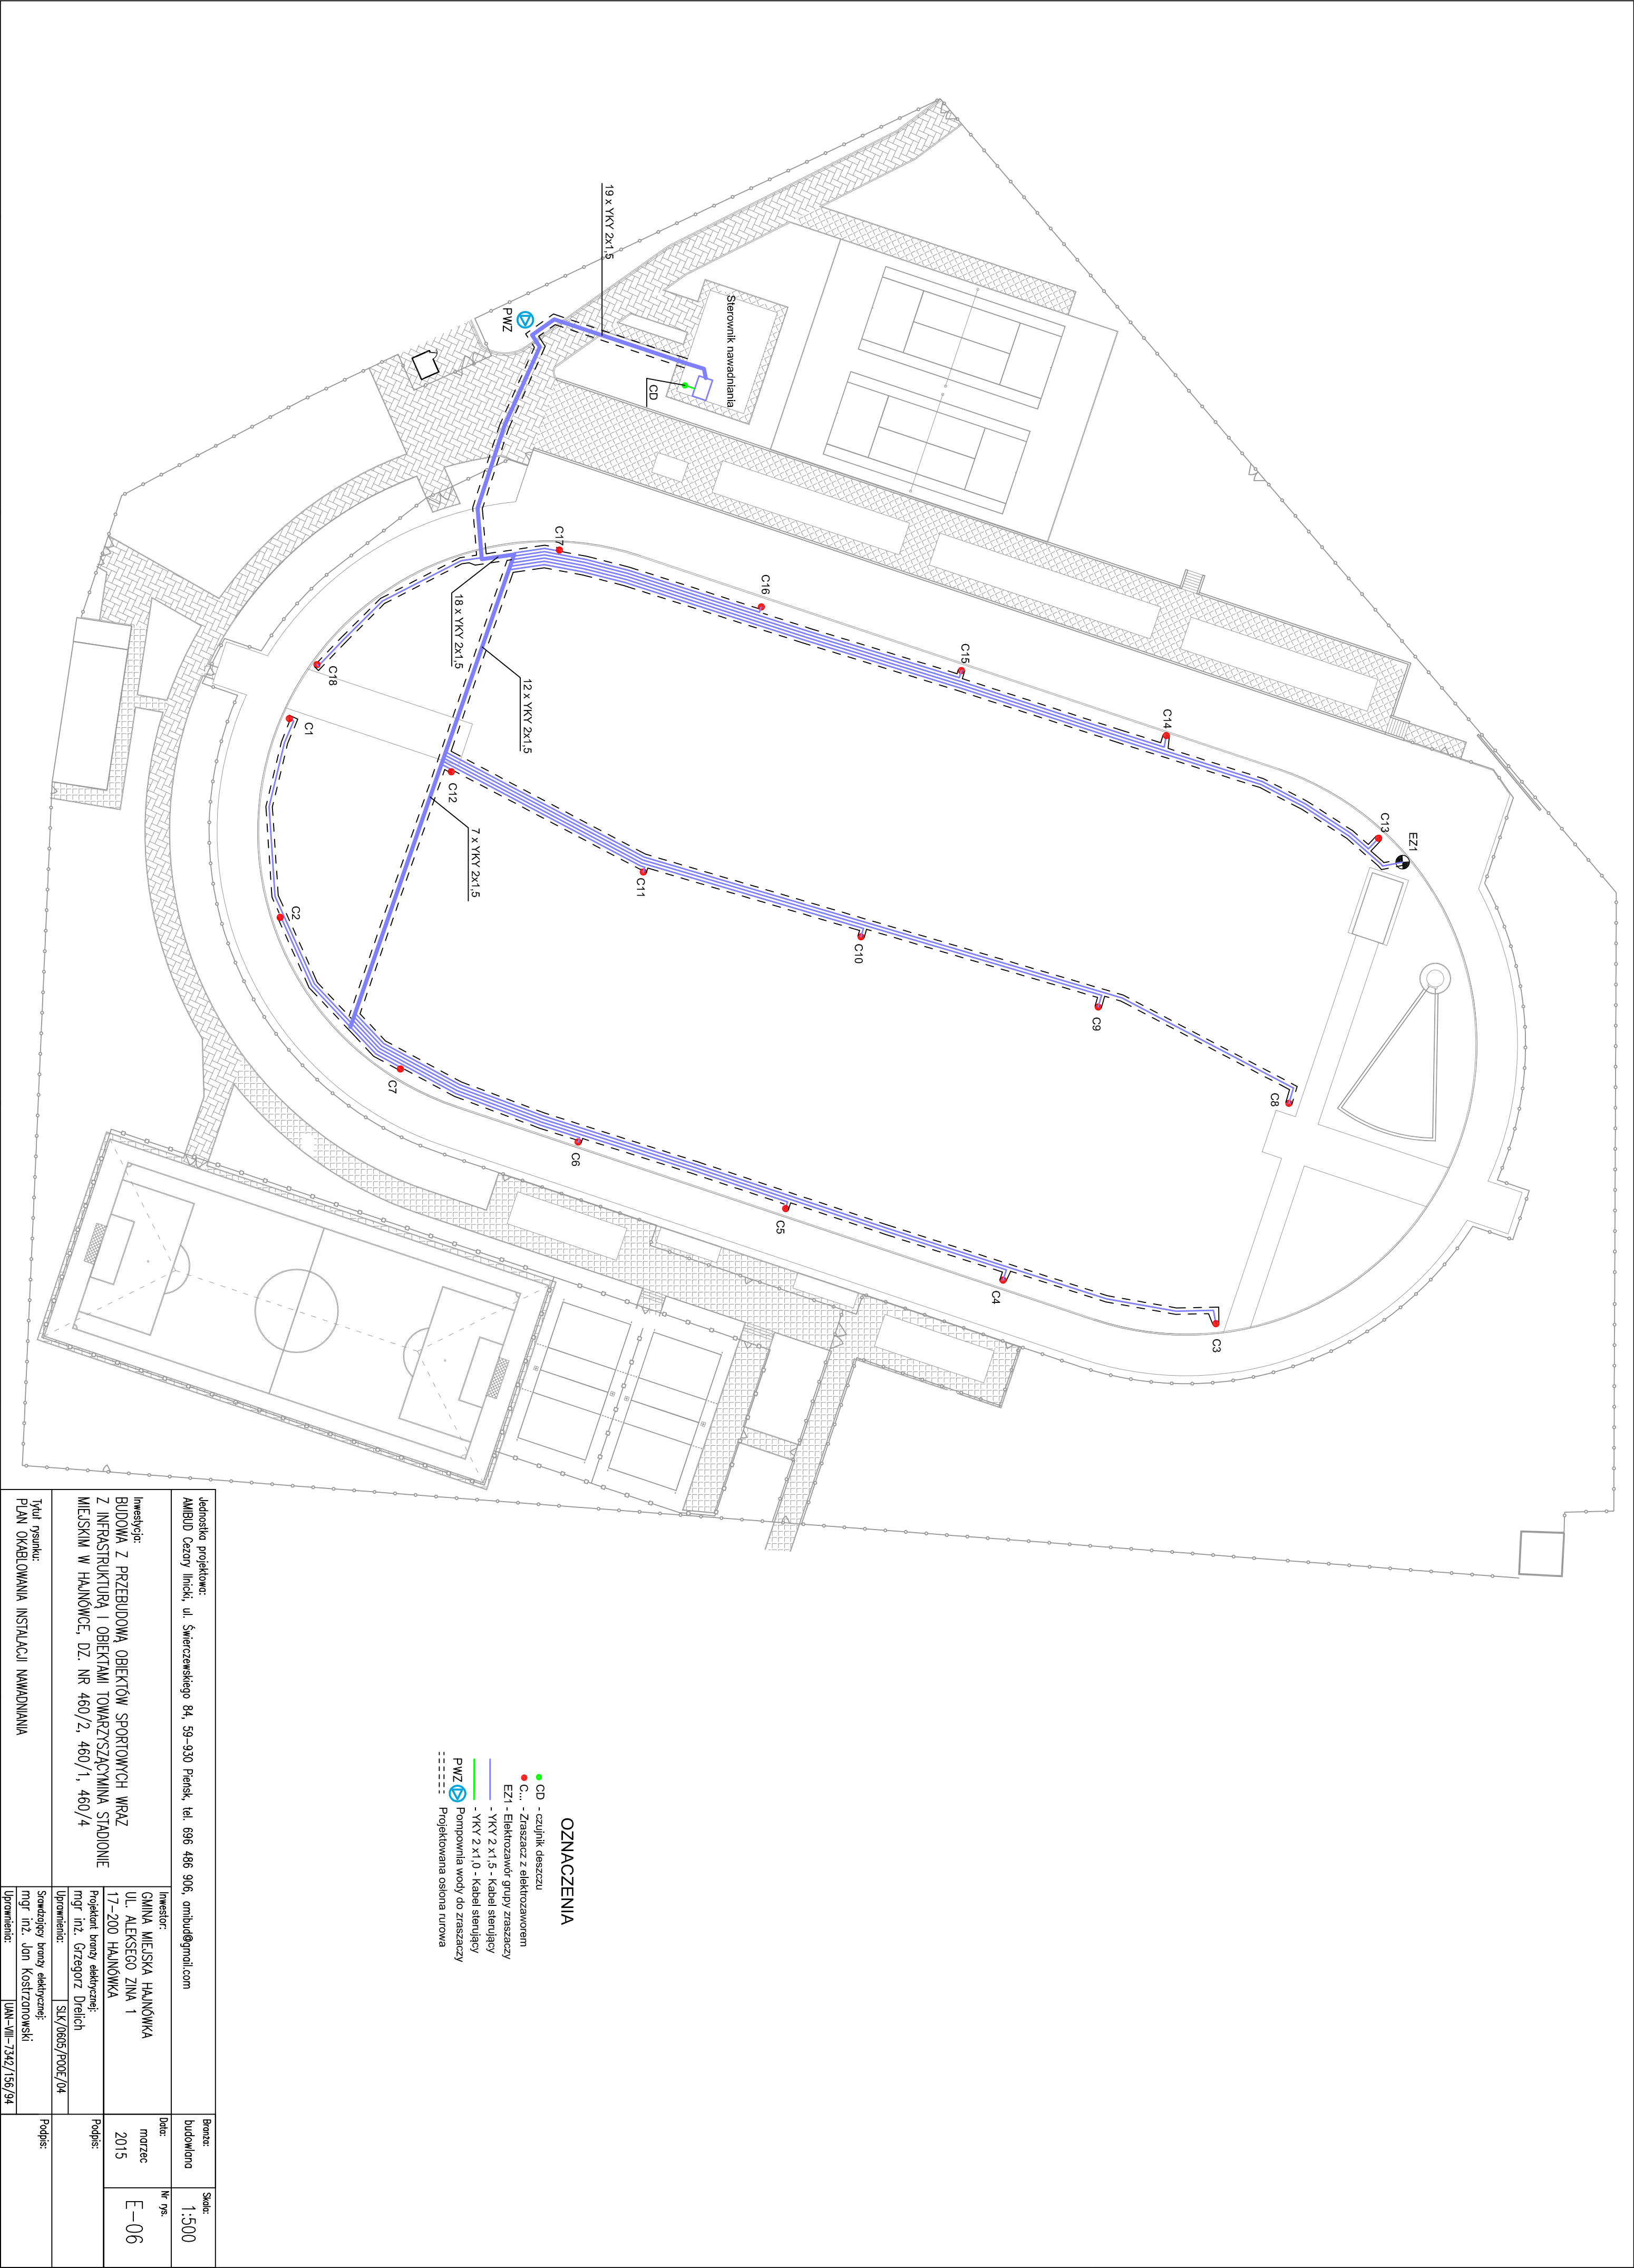 19 x YKY 2x1,5
Sterownik nawadniania
PWZ
CD
C17
C16
C15
C14
C13
EZ1
18 x YKY 2x1,5
12 x YKY 2x1,5
7 x YKY 2x1,5
C18
C1
C12
C11
C10
C9
C8
C2
C7
C6
C5
C4
C3
OZNACZENIA
CD - czujnik deszczu
C... - Zraszacz z elektrozaworem
EZ1 - Elektrozawór grupy zraszaczy
- YKY 2 x1,5 - Kabel sterujący
- YKY 2 x1,0 - Kabel sterujący
PWZ Pompownia wody do zraszaczy
Projektowana osłona rurowa
Jednostka projektowa:
AMIBUD Cezary Ilnicki, ul. Świerczewskiego 84, 59-930 Pieńsk, tel. 696 486 906, amibud@gmail.com
Branża:
budowlana
Skala:
1:500
Inwestycja:
BUDOWA Z PRZEBUDOWĄ OBIEKTÓW SPORTOWYCH WRAZ
Z INFRASTRUKTURĄ I OBIEKTAMI TOWARZYSZĄCYMINA STADIONIE
MIEJSKIM W HAJNÓWCE, DZ. NR 460/2, 460/1, 460/4
Inwestor:
GMINA MIEJSKA HAJNÓWKA
UL. ALEKSEGO ZINA 1
17-200 HAJNÓWKA
Data:
marzec
2015
Nr rys.
E-06
Projektant branży elektrycznej:
mgr inż. Grzegorz Drelich
Uprawnienia:
SLK/0605/POOE/04
Podpis:
Tytuł rysunku:
PLAN OKABLOWANIA INSTALACJI NAWADNIANIA
Srawdzający branży elektrycznej:
mgr inż. Jan Kostrzanowski
Uprawnienia:
UAN-VIII-7342/156/94
Podpis: